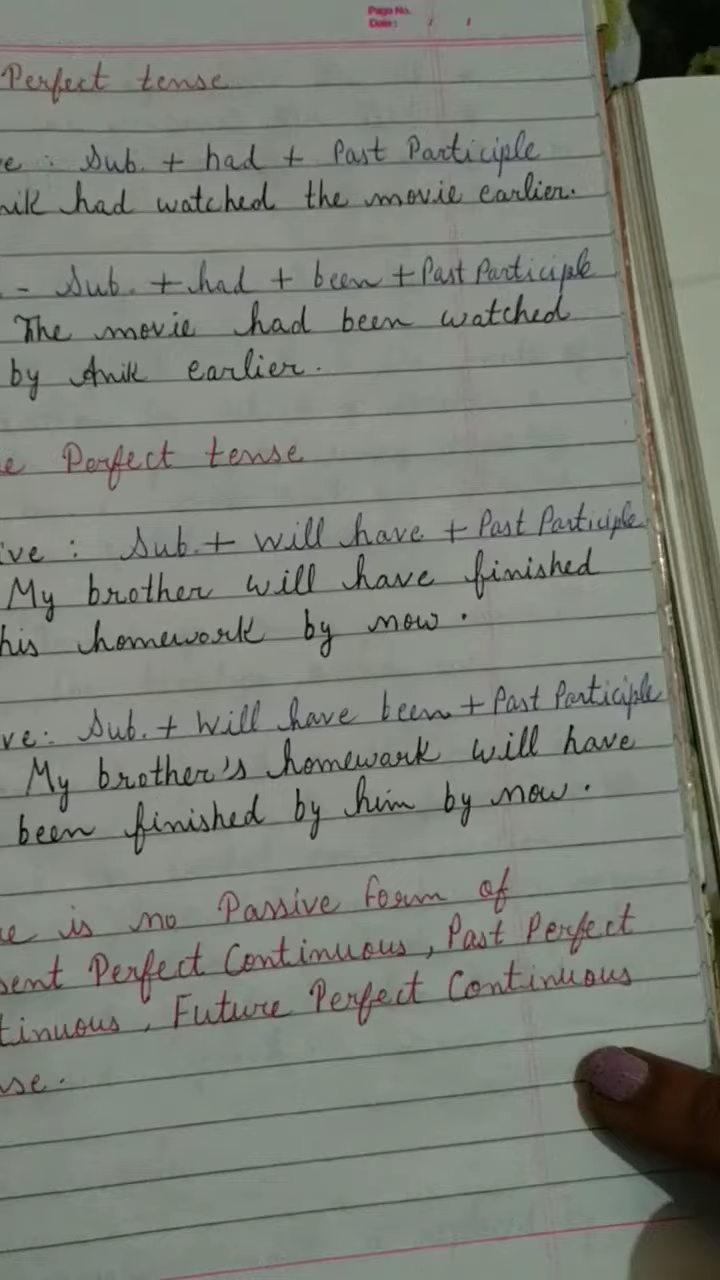 Page No.
Date: / /
Perfect tense
e : Sub. + had + Past Participle
nik had watched the movie earlier.
. - Sub. + had + been + Past Participle
The movie had been watched
by Anik earlier.
e Perfect tense
ive : Sub. + will have + Past Participle
My brother will have finished
his homework by now.
ve: Sub. + will have been + Past Participle
My brother's homewark will have
been finished by him by now.
e is no Passive form of
sent Perfect Continuous, Past Perfect
tinuous, Future Perfect Continuous
se.